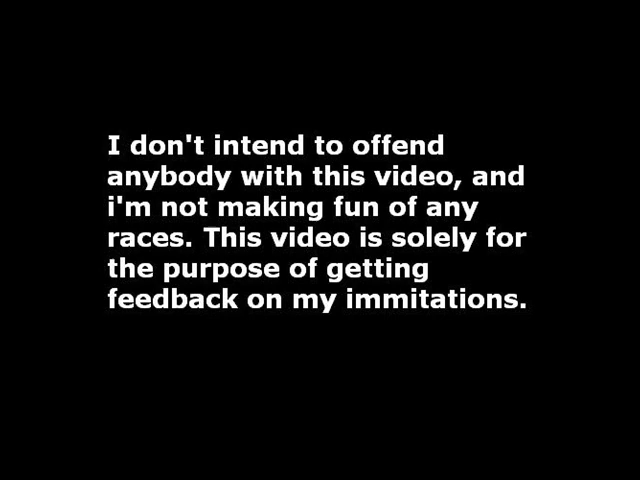 I don't intend to offend
anybody with this video, and
i'm not making fun of any
races. This video is solely for
the purpose of getting
feedback on my immitations.